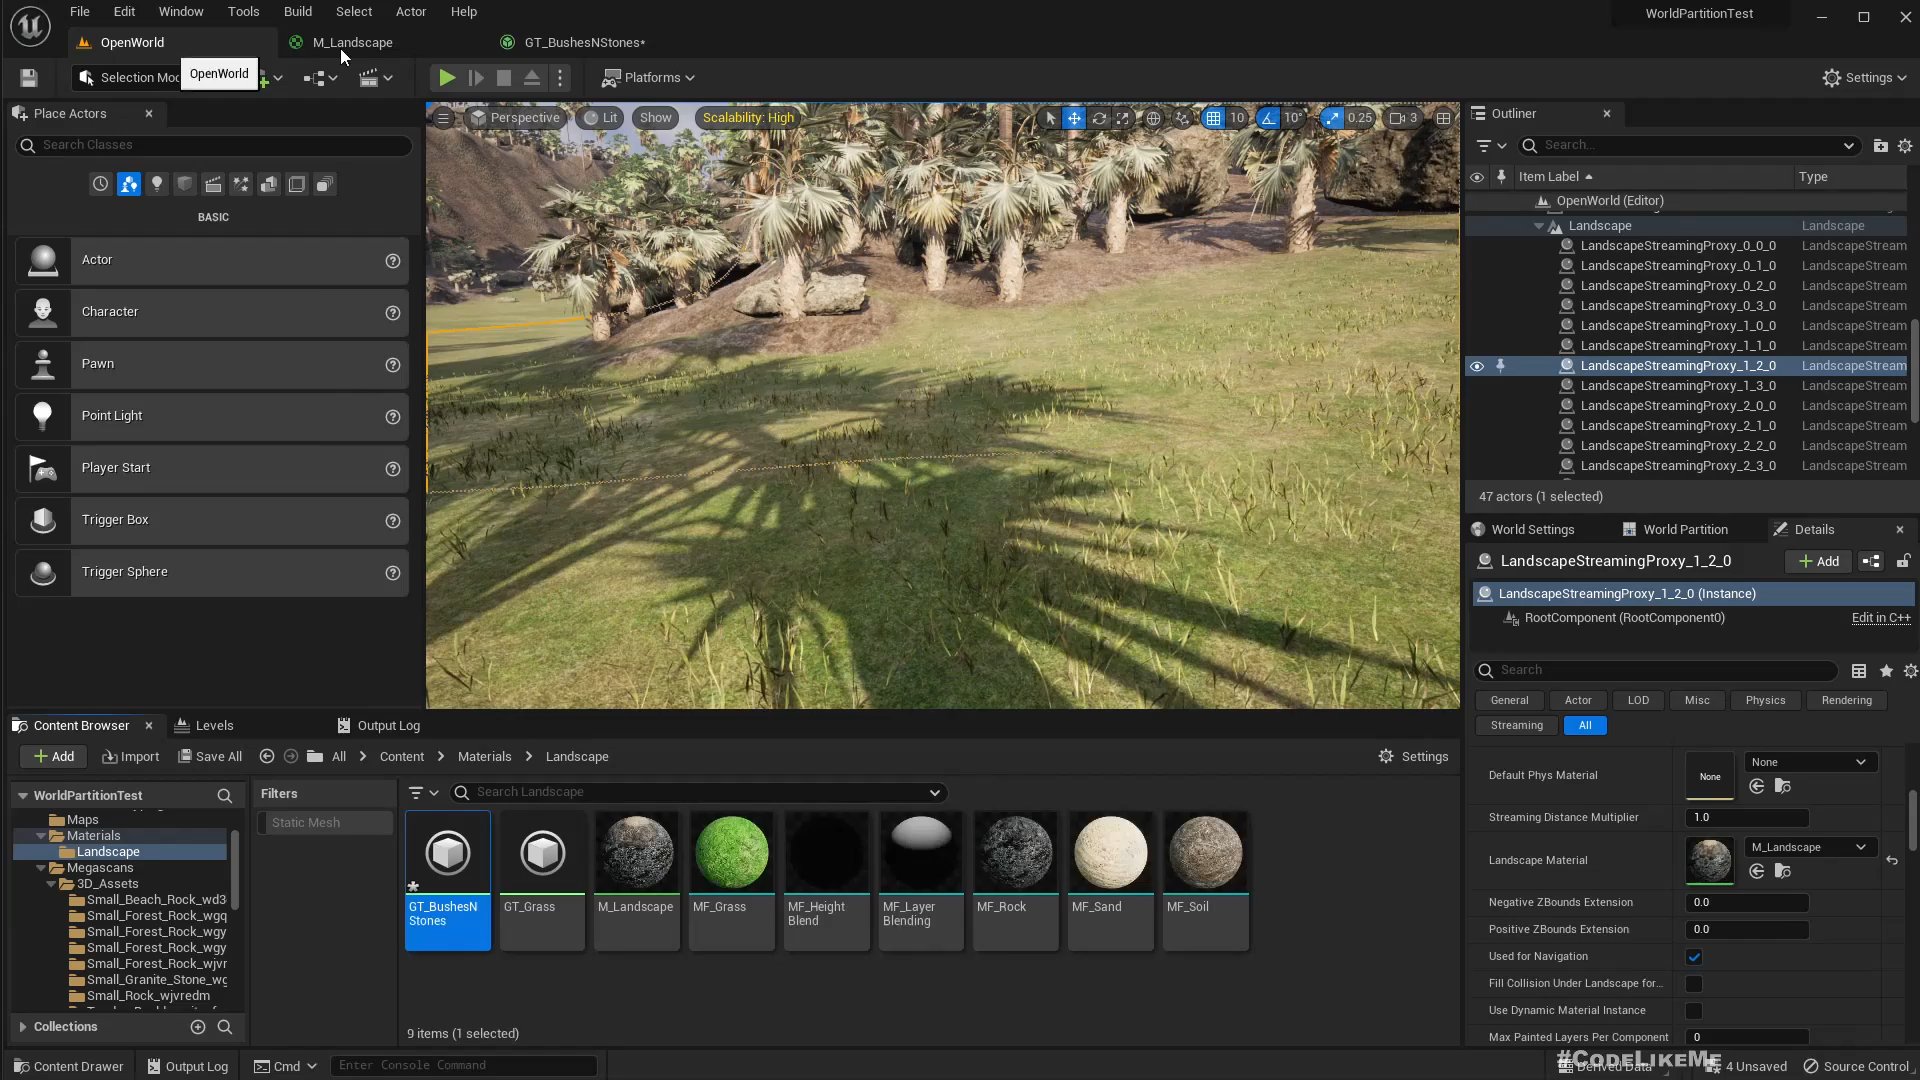 File Edit Window Tools Build Select Actor Help
WorldPartitionTest
OpenWorld
M_Landscape
GT_BushesNStones*
Selection Mod
OpenWorld
Platforms
Settings
Place Actors
Search Classes
BASIC
Actor
Character
Pawn
Point Light
Player Start
Trigger Box
Trigger Sphere
Perspective
Lit
Show
Scalability: High
10
10°
0.25
3
Outliner
Search...
Item Label
Type
OpenWorld (Editor)
Landscape Landscape
LandscapeStreamingProxy_0_0_0 LandscapeStream
LandscapeStreamingProxy_0_1_0 LandscapeStream
LandscapeStreamingProxy_0_2_0 LandscapeStream
LandscapeStreamingProxy_0_3_0 LandscapeStream
LandscapeStreamingProxy_1_0_0 LandscapeStream
LandscapeStreamingProxy_1_1_0 LandscapeStream
LandscapeStreamingProxy_1_2_0 LandscapeStream
LandscapeStreamingProxy_1_3_0 LandscapeStream
LandscapeStreamingProxy_2_0_0 LandscapeStream
LandscapeStreamingProxy_2_1_0 LandscapeStream
LandscapeStreamingProxy_2_2_0 LandscapeStream
LandscapeStreamingProxy_2_3_0 LandscapeStream
47 actors (1 selected)
World Settings
World Partition
Details
LandscapeStreamingProxy_1_2_0
Add
LandscapeStreamingProxy_1_2_0 (Instance)
RootComponent (RootComponent0)
Edit in C++
Search
General Actor LOD Misc Physics Rendering
Streaming All
Default Phys Material
None
None
Streaming Distance Multiplier 1.0
Landscape Material
M_Landscape
Negative ZBounds Extension 0.0
Positive ZBounds Extension 0.0
Used for Navigation
Fill Collision Under Landscape for...
Use Dynamic Material Instance
Max Painted Layers Per Component 0
Content Browser
Levels
Output Log
Add
Import
Save All
All
Content
Materials
Landscape
Settings
WorldPartitionTest
Maps
Materials
Landscape
Megascans
3D_Assets
Small_Beach_Rock_wd3
Small_Forest_Rock_wgq
Small_Forest_Rock_wgy
Small_Forest_Rock_wgy
Small_Forest_Rock_wjvr
Small_Granite_Stone_wc
Small_Rock_wjvredm
Collections
Filters
Static Mesh
Search Landscape
GT_BushesN
Stones
GT_Grass
M_Landscape
MF_Grass
MF_Height
Blend
MF_Layer
Blending
MF_Rock
MF_Sand
MF_Soil
9 items (1 selected)
Content Drawer
Output Log
Cmd
Enter Console Command
#CodeLikeMe
Derived Data
4 Unsaved
Source Control